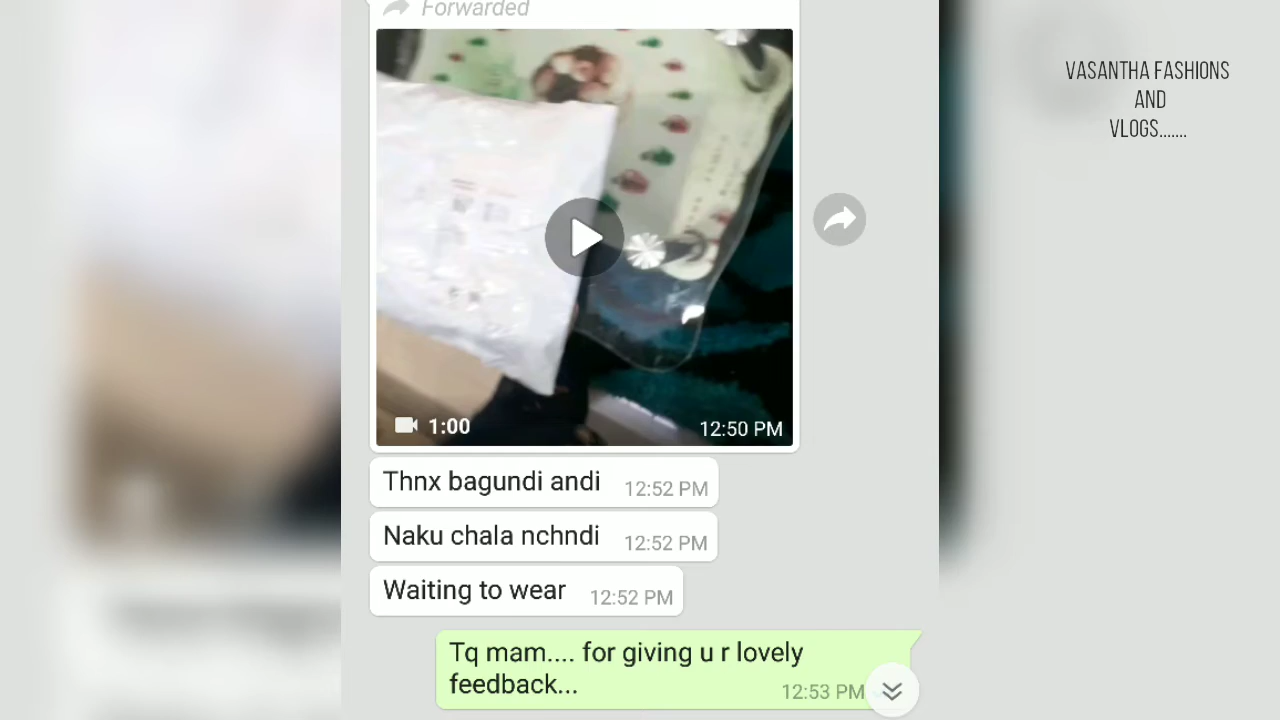 Forwarded
VASANTHA FASHIONS
AND
VLOGS.......
1:00
12:50 PM
Thnx bagundi andi 12:52 PM
Naku chala nchndi 12:52 PM
Waiting to wear 12:52 PM
Tq mam.... for giving u r lovely
feedback... 12:53 PM